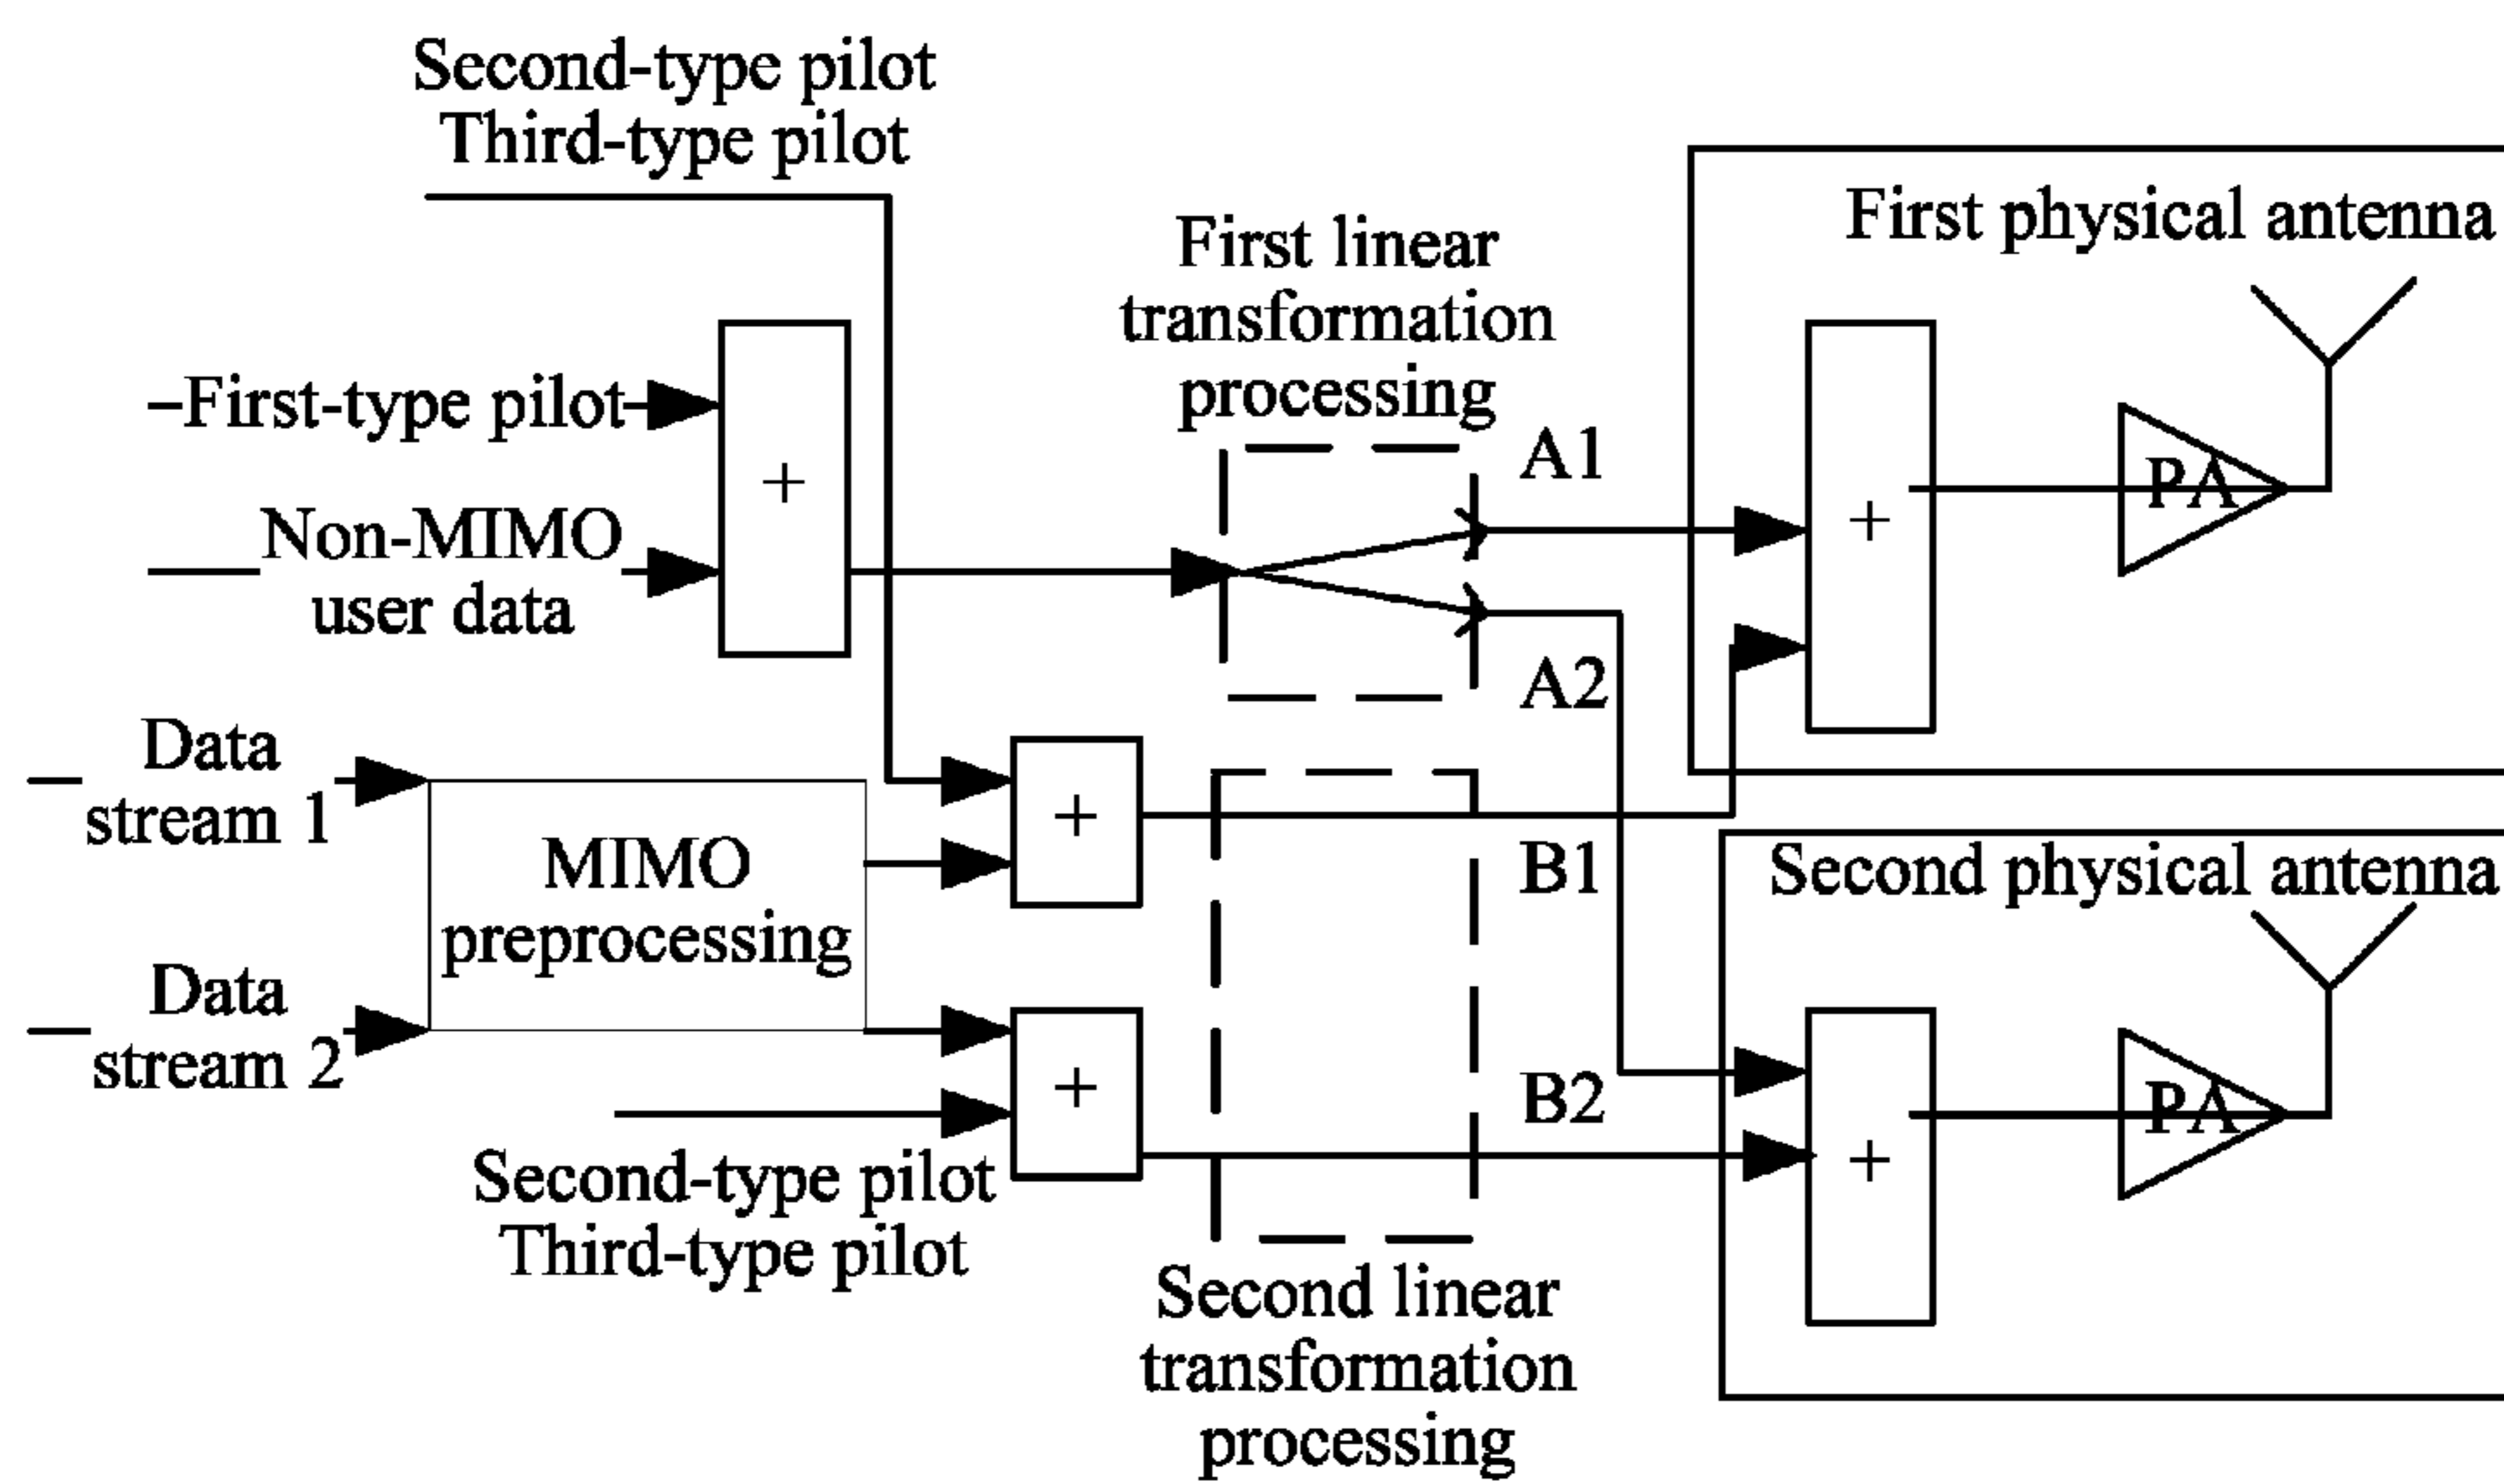 Second-type pilot
Third-type pilot
First physical antenna
First linear
transformation
processing
First-type pilot
+
A1
PA
+
Non-MIMO
user data
A2
Data
stream 1
+
MIMO
preprocessing
B1
Second physical antenna
Data
stream 2
+
B2
PA
+
Second-type pilot
Third-type pilot
Second linear
transformation
processing